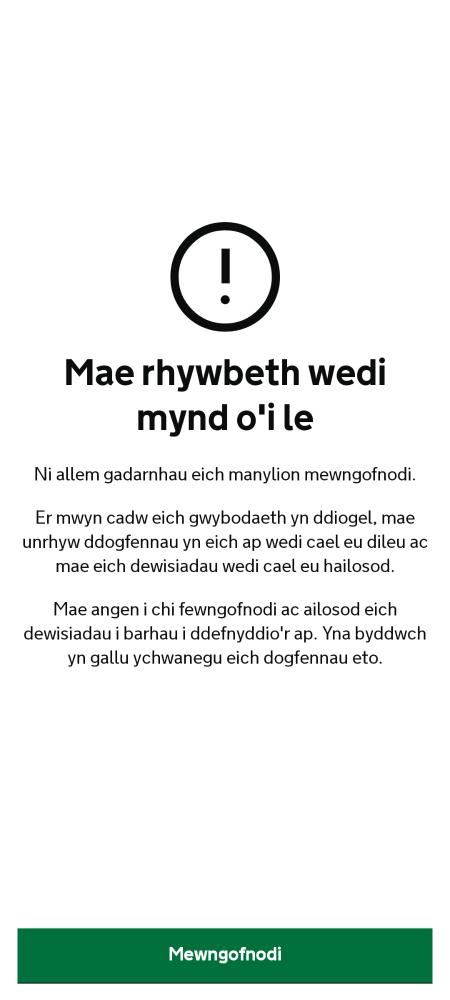 Mae rhywbeth wedi
mynd o'i le
Ni allem gadarnhau eich manylion mewngofnodi.
Er mwyn cadw eich gwybodaeth yn ddiogel, mae
unrhyw ddogfennau yn eich ap wedi cael eu dileu ac
mae eich dewisiadau wedi cael eu hailosod.
Mae angen i chi fewngofnodi ac ailosod eich
dewisiadau i barhau i ddefnyddio'r ap. Yna byddwch
yn gallu ychwanegu eich dogfennau eto.
Mewngofnodi